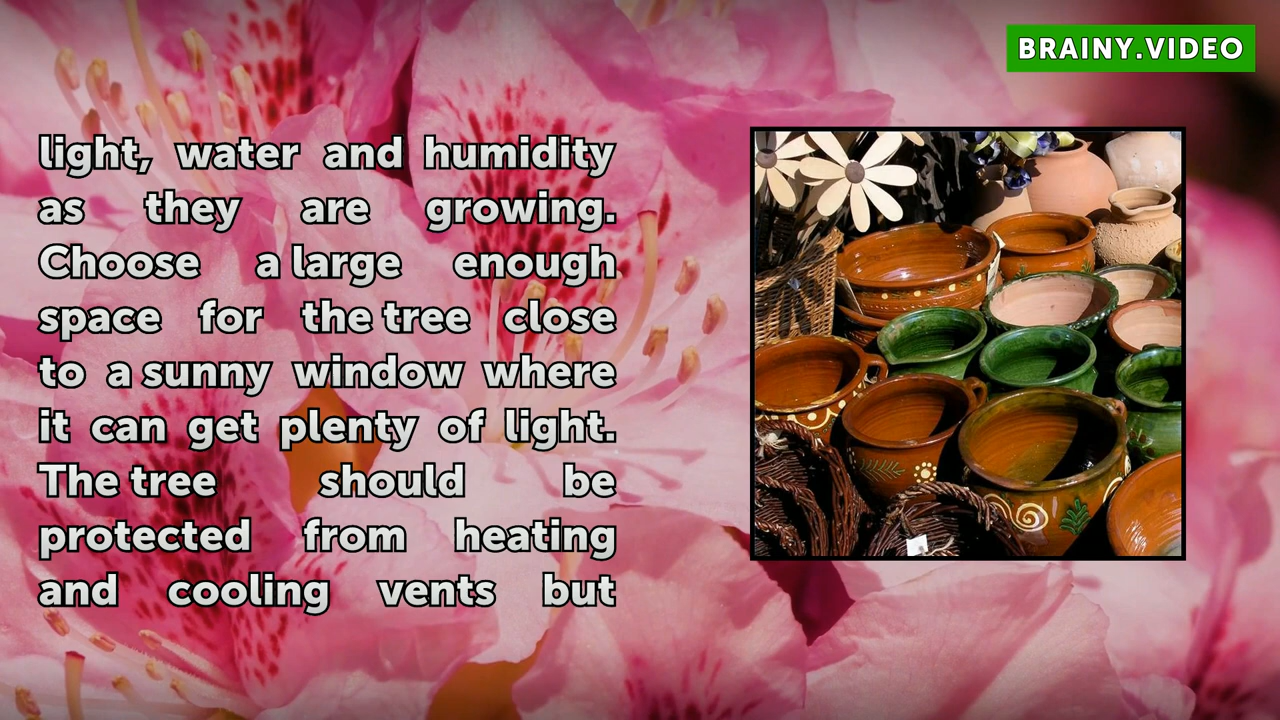 BRAINY.VIDEO
light, water and humidity
as they are growing.
Choose a large enough
space for the tree close
to a sunny window where
it can get plenty of light.
The tree should be
protected from heating
and cooling vents but